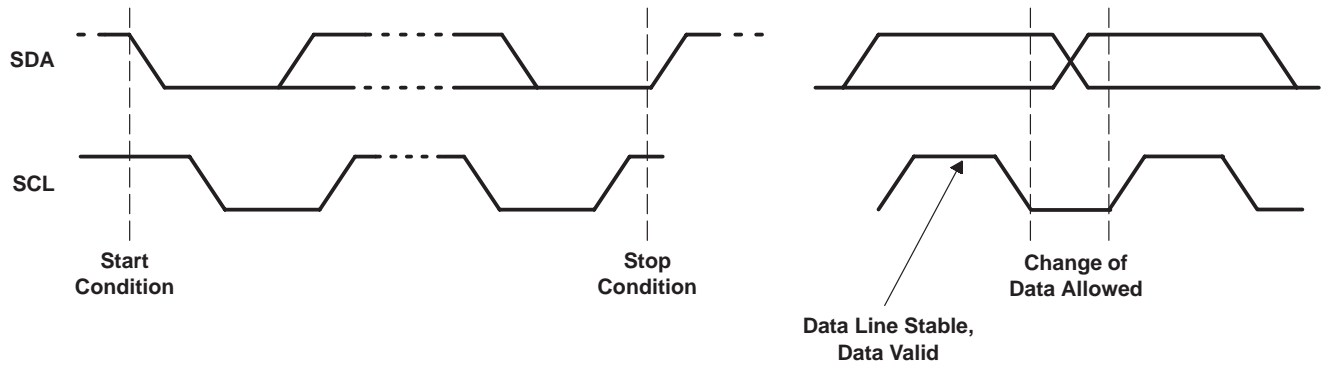 SDA
SCL
Start
Condition
Stop
Condition
Change of
Data Allowed
Data Line Stable,
Data Valid